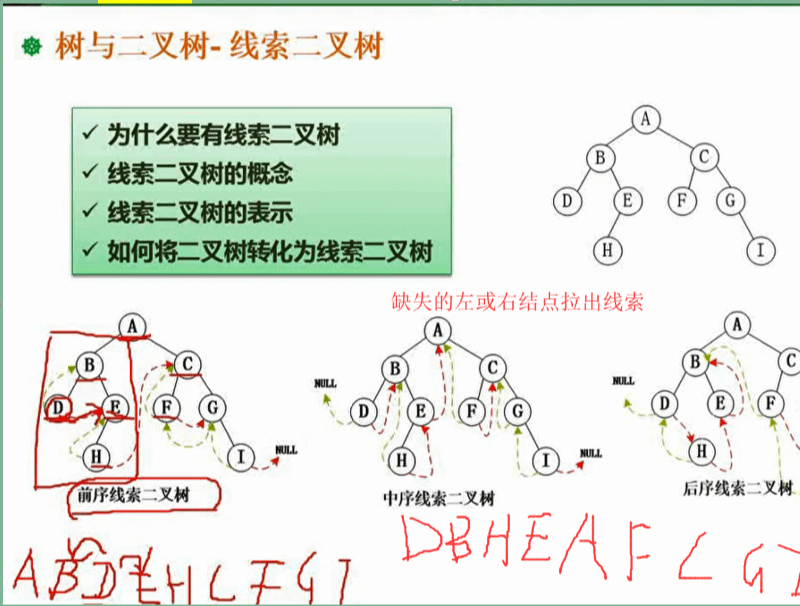 树与二叉树- 线索二叉树
✓ 为什么要有线索二叉树
✓ 线索二叉树的概念
✓ 线索二叉树的表示
✓ 如何将二叉树转化为线索二叉树
A
B C
D E F G
H I
缺失的左或右结点拉出线索
A
B C
D E F G
H I
NULL
前序线索二叉树
NULL
A
B C
D E F G
H I
NULL
中序线索二叉树
NULL
A
B C
D E F
H
后序线索二叉树
A B D E H C F G I
D B H E A F C G I